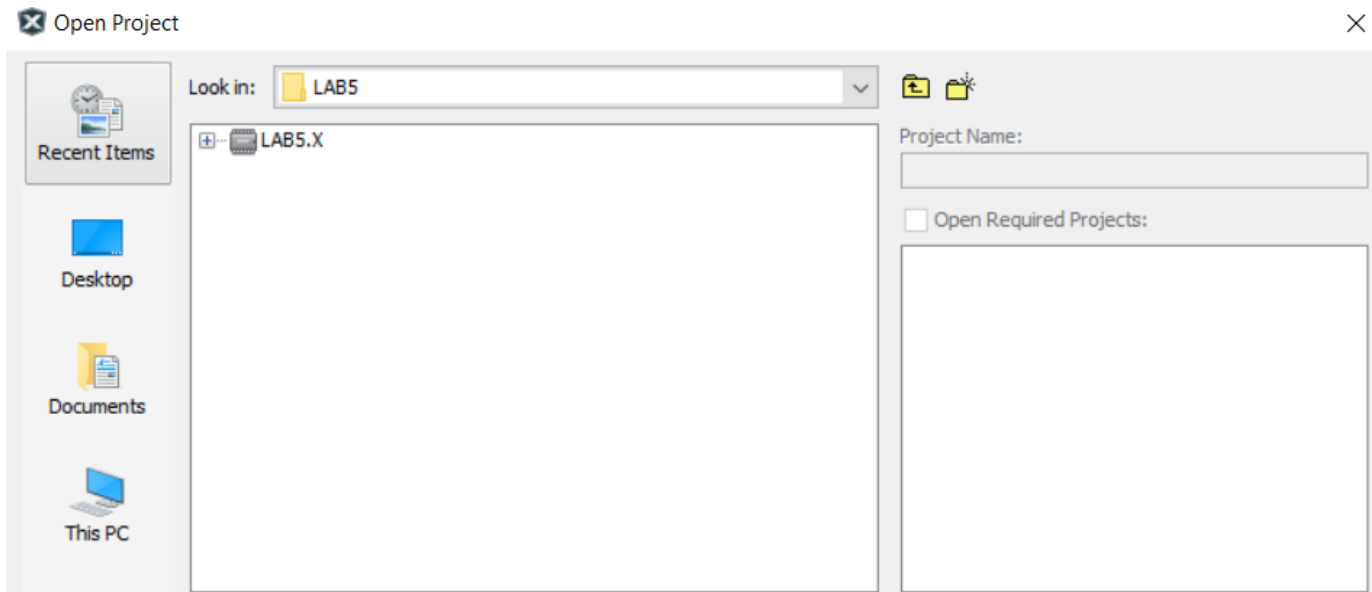 Open Project
Look in: LAB5
LAB5.X
Recent Items
Desktop
Documents
This PC
Project Name:
Open Required Projects: